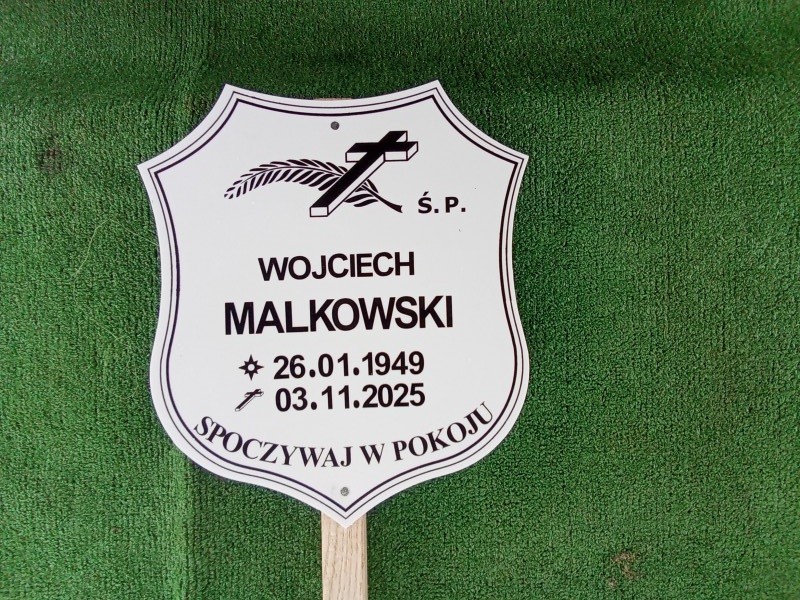 Ś.P.
WOJCIECH
MALKOWSKI
26.01.1949
03.11.2025
SPOCZYWAJ W POKOJU